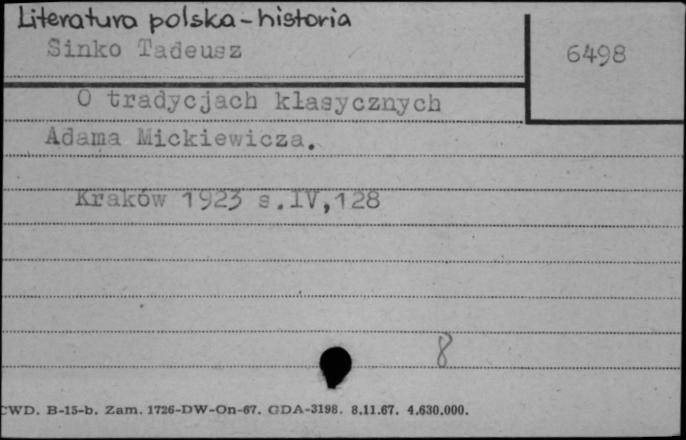 Literatura polska-historia
Sinko Tadeusz
6498
O tradycjach klasycznych
Adama Mickiewicza.
Kraków 1923 s.IV,128
8
CWD. B-15-b. Zam. 1726-DW-On-67. GDA-3198. 8.11.67. 4.630.000.